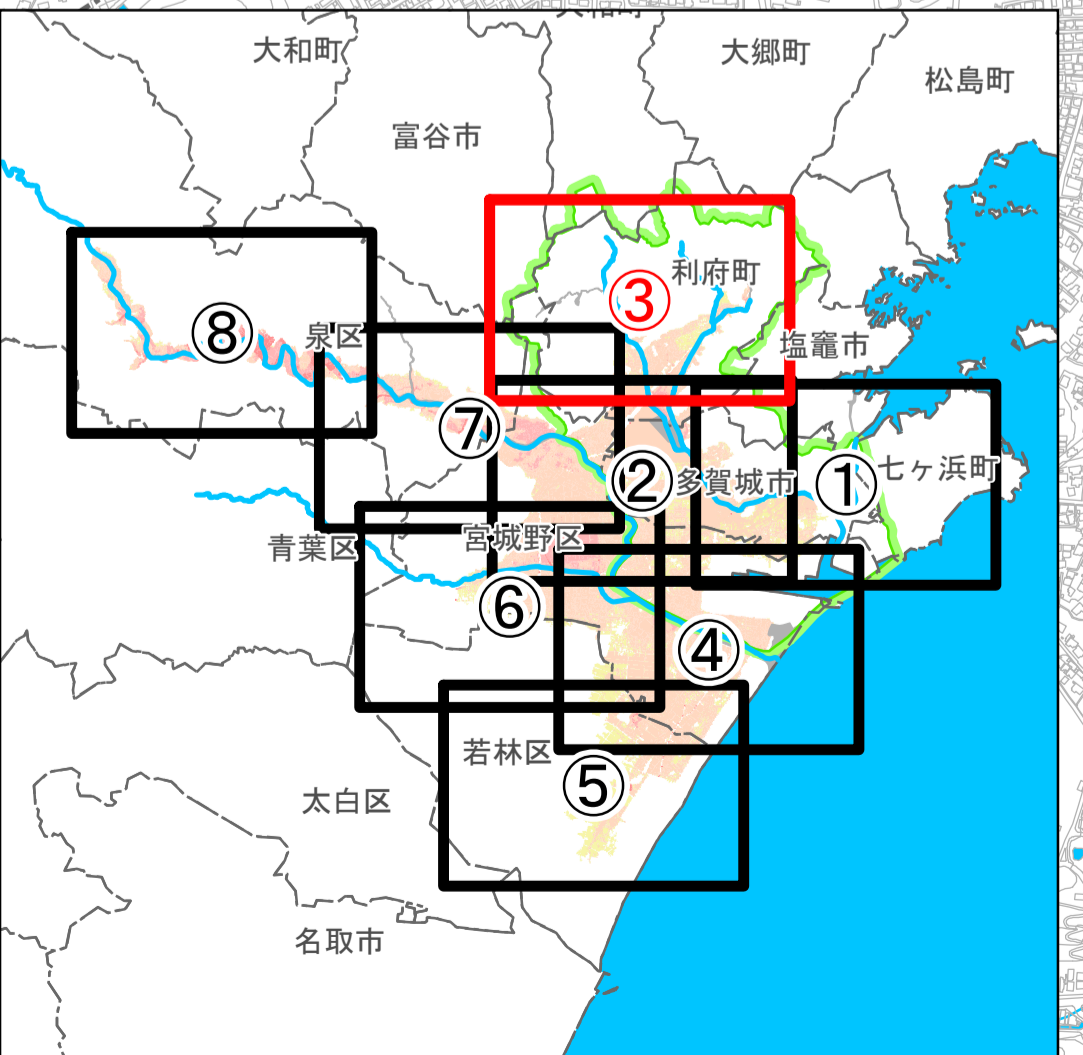 大和町
大郷町
松島町
富谷市
利府町
③
塩竈市
⑧
泉区
⑦
②
多賀城市
①
七ヶ浜町
青葉区
宮城野区
⑥
④
若林区
⑤
太白区
名取市